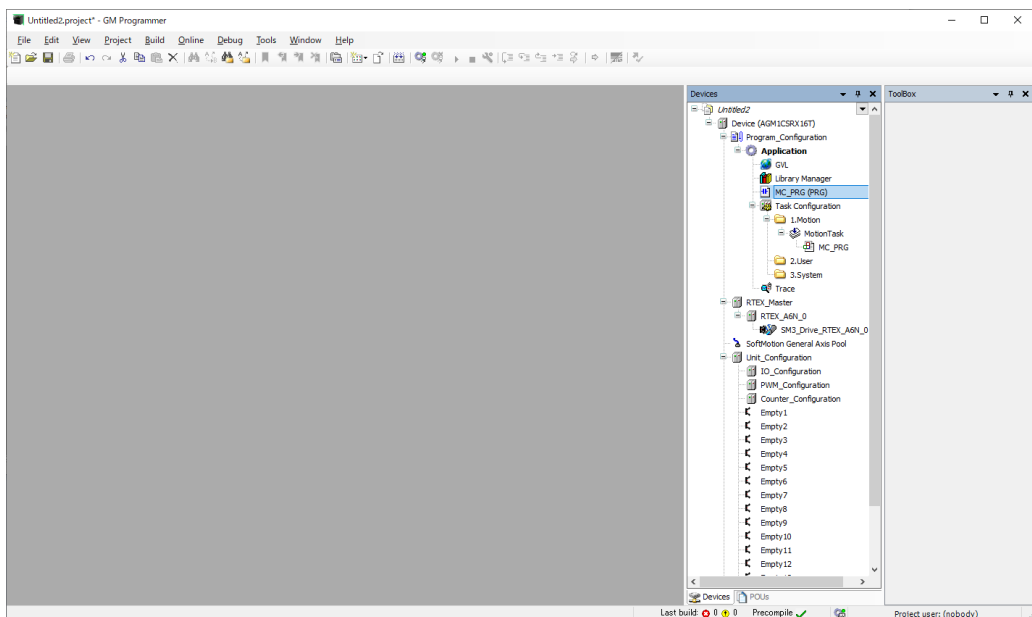 Untitled2.project* - GM Programmer
File Edit View Project Build Online Debug Tools Window Help
Devices
ToolBox
Untitled2
Device (AGM1CSRX16T)
Program_Configuration
Application
GVL
Library Manager
MC_PRG (PRG)
Task Configuration
1.Motion
MotionTask
MC_PRG
2.User
3.System
Trace
RTEX_Master
RTEX_A6N_0
SM3_Drive_RTEX_A6N_0
SoftMotion General Axis Pool
Unit_Configuration
IO_Configuration
PWM_Configuration
Counter_Configuration
Empty1
Empty2
Empty3
Empty4
Empty5
Empty6
Empty7
Empty8
Empty9
Empty10
Empty11
Empty12
Devices POUs
Last build: 0 0 Precompile Project user: (nobody)